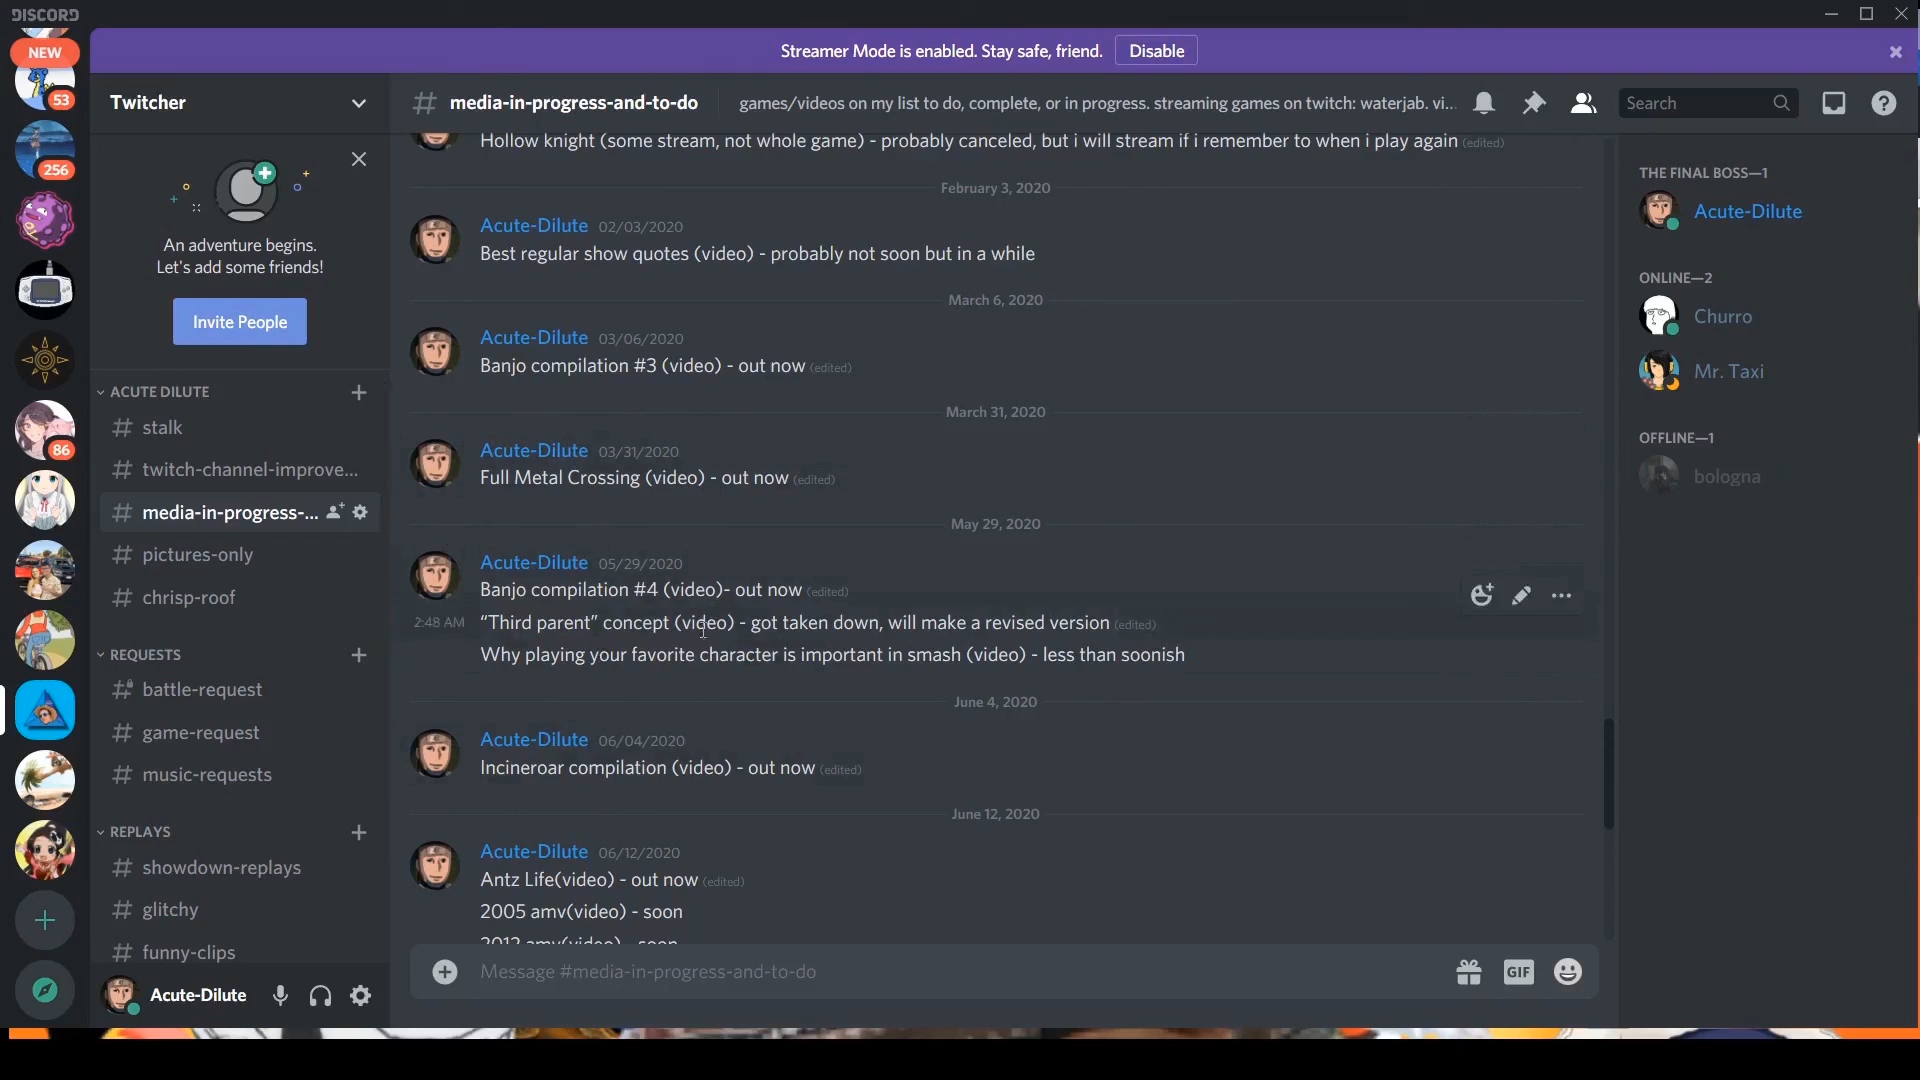 DISCORD
NEW
53
256
86
Streamer Mode is enabled. Stay safe, friend.
Disable
Twitcher
An adventure begins.
Let's add some friends!
Invite People
ACUTE DILUTE
stalk
twitch-channel-improve...
media-in-progress-...
pictures-only
chrisp-roof
REQUESTS
battle-request
game-request
music-requests
REPLAYS
showdown-replays
glitchy
funny-clips
Acute-Dilute
media-in-progress-and-to-do
games/videos on my list to do, complete, or in progress. streaming games on twitch: waterjab. vi...
Search
Hollow knight (some stream, not whole game) - probably canceled, but i will stream if i remember to when i play again (edited)
February 3, 2020
Acute-Dilute 02/03/2020
Best regular show quotes (video) - probably not soon but in a while
March 6, 2020
Acute-Dilute 03/06/2020
Banjo compilation #3 (video) - out now (edited)
March 31, 2020
Acute-Dilute 03/31/2020
Full Metal Crossing (video) - out now (edited)
May 29, 2020
Acute-Dilute 05/29/2020
Banjo compilation #4 (video)- out now (edited)
2:48 AM “Third parent” concept (video) - got taken down, will make a revised version (edited)
Why playing your favorite character is important in smash (video) - less than soonish
June 4, 2020
Acute-Dilute 06/04/2020
Incineroar compilation (video) - out now (edited)
June 12, 2020
Acute-Dilute 06/12/2020
Antz Life(video) - out now (edited)
2005 amv(video) - soon
2012 amv(video) - soon
Message #media-in-progress-and-to-do
GIF
THE FINAL BOSS—1
Acute-Dilute
ONLINE—2
Churro
Mr. Taxi
OFFLINE—1
bologna